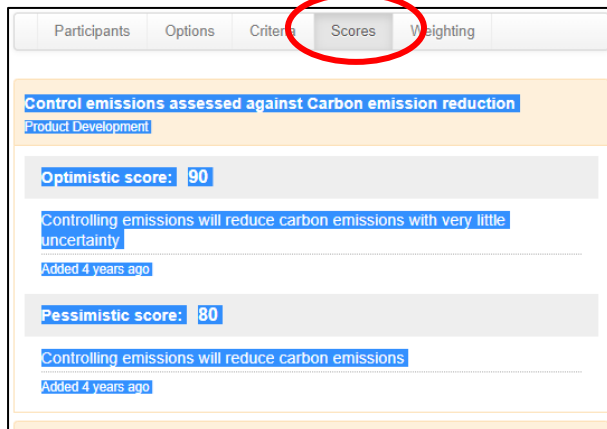 Participants Options Criteria Scores Weighting
Control emissions assessed against Carbon emission reduction
Product Development
Optimistic score: 90
Controlling emissions will reduce carbon emissions with very little
uncertainty
Added 4 years ago
Pessimistic score: 80
Controlling emissions will reduce carbon emissions
Added 4 years ago